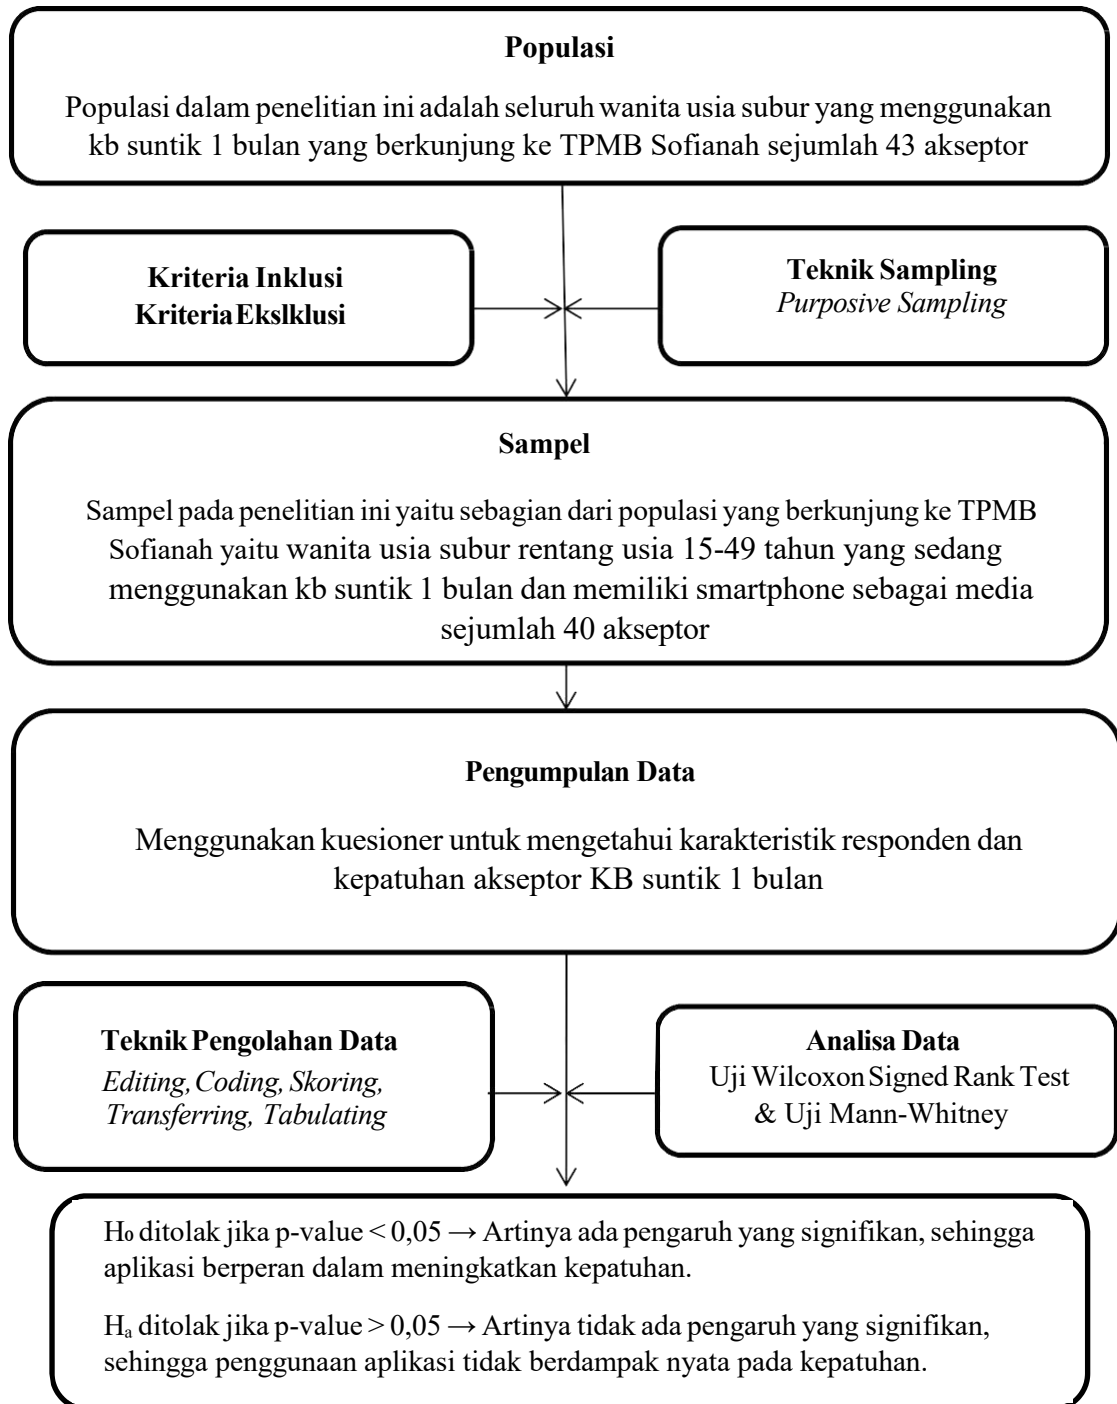 Populasi
Populasi dalam penelitian ini adalah seluruh wanita usia subur yang menggunakan
kb suntik 1 bulan yang berkunjung ke TPMB Sofianah sejumlah 43 akseptor
Kriteria Inklusi
Kriteria Ekslklusi
Teknik Sampling
Purposive Sampling
Sampel
Sampel pada penelitian ini yaitu sebagian dari populasi yang berkunjung ke TPMB
Sofianah yaitu wanita usia subur rentang usia 15-49 tahun yang sedang
menggunakan kb suntik 1 bulan dan memiliki smartphone sebagai media
sejumlah 40 akseptor
Pengumpulan Data
Menggunakan kuesioner untuk mengetahui karakteristik responden dan
kepatuhan akseptor KB suntik 1 bulan
Teknik Pengolahan Data
Editing, Coding, Skoring,
Transferring, Tabulating
Analisa Data
Uji Wilcoxon Signed Rank Test
& Uji Mann-Whitney
H₀ ditolak jika p-value < 0,05 → Artinya ada pengaruh yang signifikan, sehingga
aplikasi berperan dalam meningkatkan kepatuhan.
Hₐ ditolak jika p-value > 0,05 → Artinya tidak ada pengaruh yang signifikan,
sehingga penggunaan aplikasi tidak berdampak nyata pada kepatuhan.